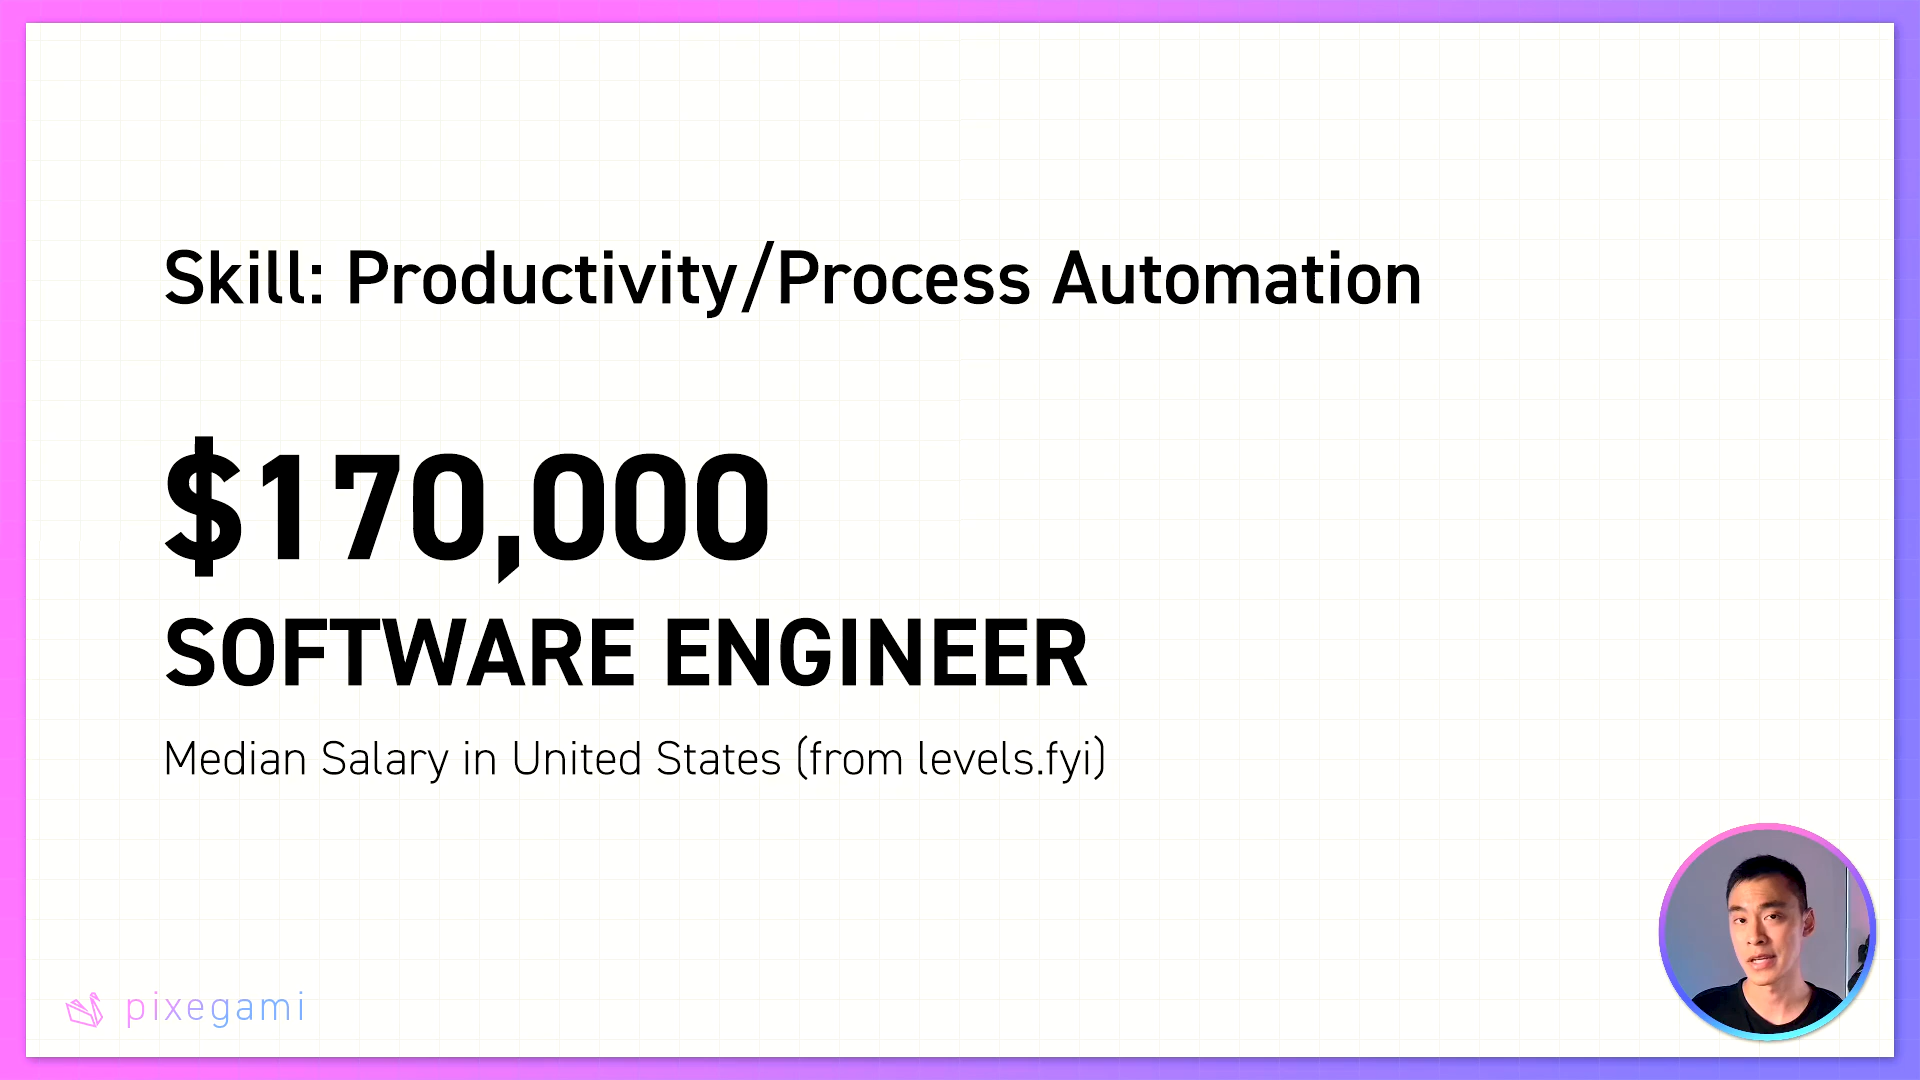 Skill: Productivity/Process Automation
$170,000
SOFTWARE ENGINEER
Median Salary in United States (from levels.fyi)
pixegami